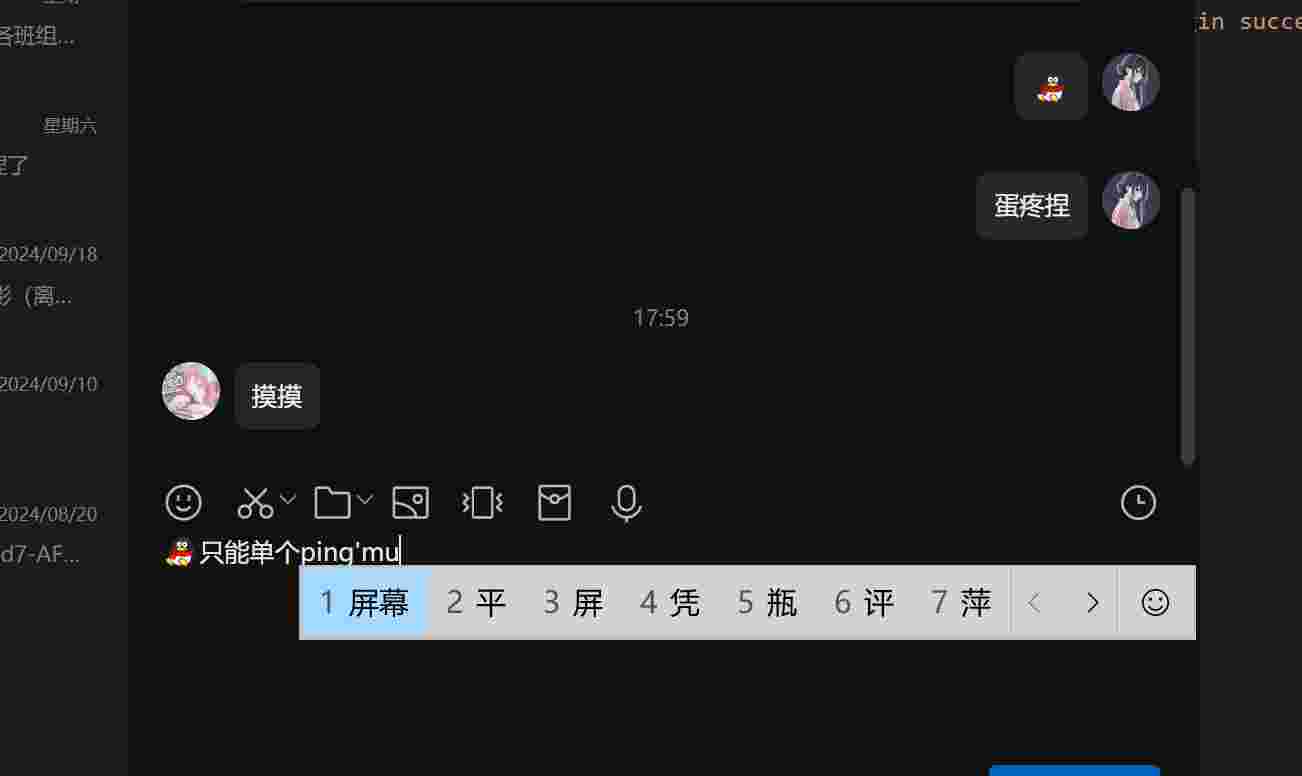 各班组...
星期六
捏了
2024/09/18
影（离...
2024/09/10
2024/08/20
d7-AF...
in succe
蛋疼捏
17:59
摸摸
只能单个ping'mu
1 屏幕 2 平 3 屏 4 凭 5 瓶 6 评 7 萍